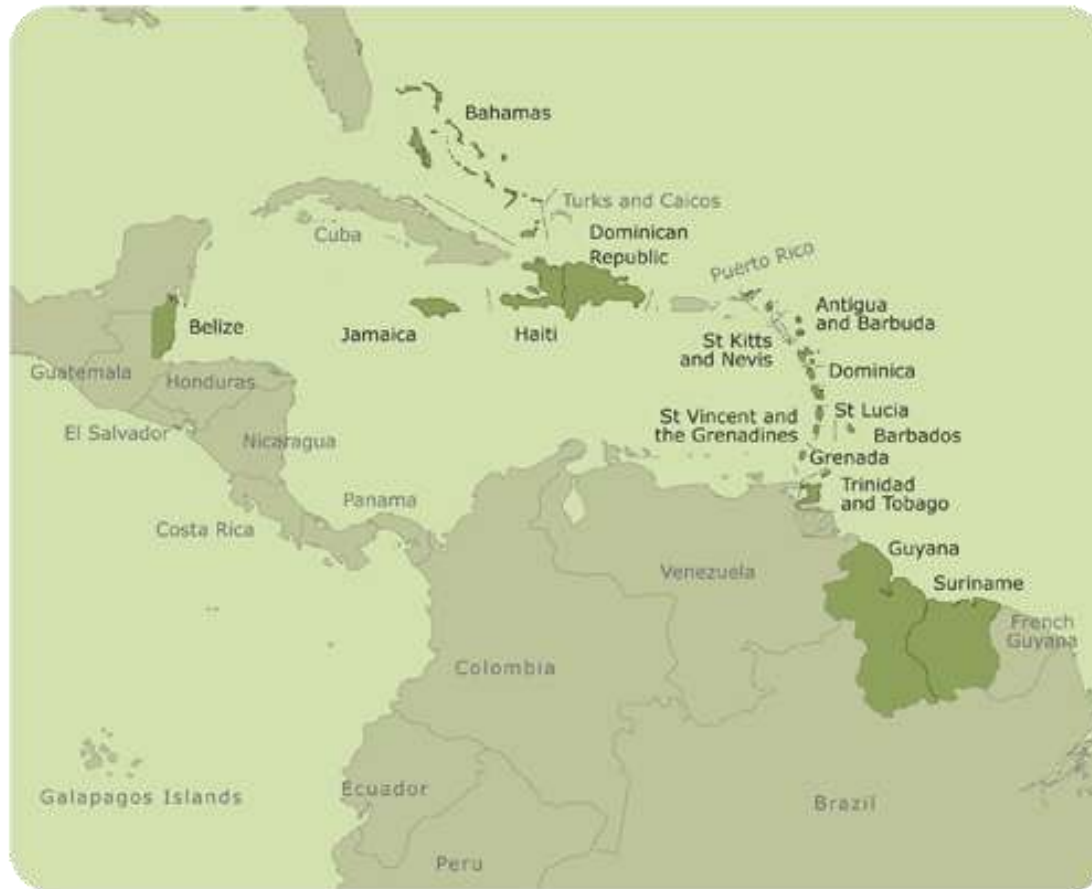 Bahamas
Turks and Caicos
Cuba
Dominican
Republic
Puerto Rico
Antigua
and Barbuda
Belize
Jamaica
Haiti
St Kitts
and Nevis
Guatemala
Honduras
Dominica
El Salvador
Nicaragua
St Vincent and
the Grenadines
St Lucia
Barbados
Grenada
Trinidad
and Tobago
Panama
Costa Rica
Guyana
Venezuela
Suriname
French
Guyana
Colombia
Galapagos Islands
Ecuador
Brazil
Peru